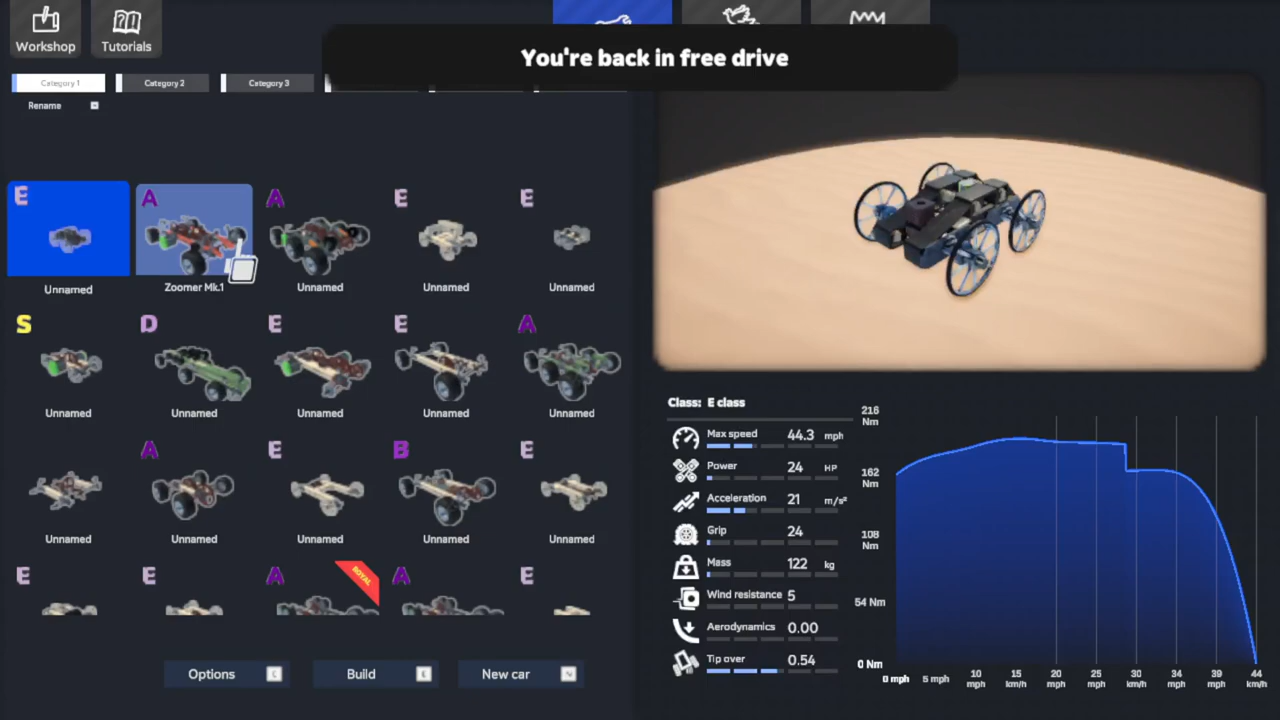 Workshop
Tutorials
You're back in free drive
Category 1
Category 2
Category 3
Rename
E
A
A
E
E
Unnamed
Zoomer Mk.1
Unnamed
Unnamed
Unnamed
S
D
E
E
A
Unnamed
Unnamed
Unnamed
Unnamed
Unnamed
A
E
B
E
Unnamed
Unnamed
Unnamed
Unnamed
Unnamed
E
E
A
ROYAL
A
E
Options
Build
E
New car
N
Class: E class
Max speed 44.3 mph
Power 24 HP
Acceleration 21 m/s²
Grip 24
Mass 122 kg
Wind resistance 5
Aerodynamics 0.00
Tip over 0.54
216 Nm
162 Nm
108 Nm
54 Nm
0 Nm
0 mph
5 mph
10 mph
15 km/h
20 mph
25 mph
30 km/h
34 mph
39 mph
44 km/h